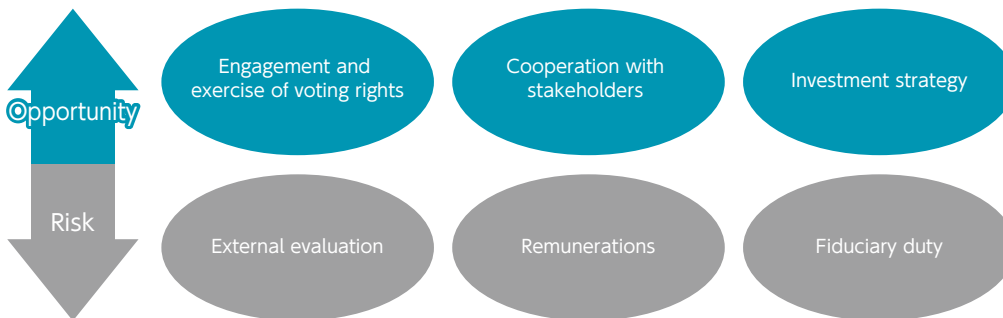 Opportunity
Engagement and
exercise of voting rights
Cooperation with
stakeholders
Investment strategy
Risk
External evaluation
Remunerations
Fiduciary duty